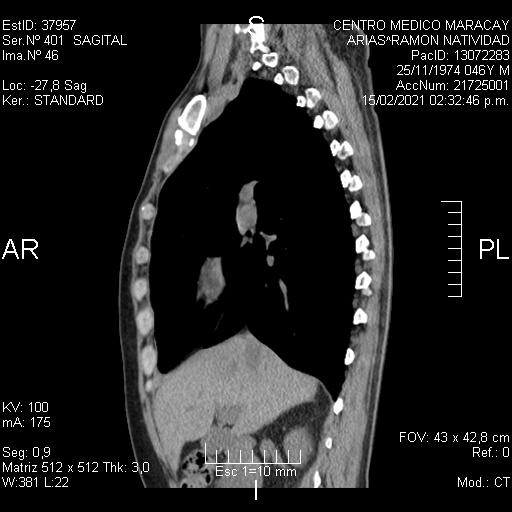 EstID: 37957
Ser.Nº 401 SAGITAL
Ima.Nº 46
Loc: -27,8 Sag
Ker.: STANDARD
CENTRO MEDICO MARACAY
ARIAS^RAMON NATIVIDAD
PacID: 13072283
25/11/1974 046Y M
AccNum: 21725001
15/02/2021 02:32:46 p.m.
AR
PL
KV: 100
mA: 175
Seg: 0,9
Matriz 512 x 512 Thk: 3,0
W:381 L:22
Esc 1=10 mm
FOV: 43 x 42,8 cm
Ref.: 0
Mod.: CT